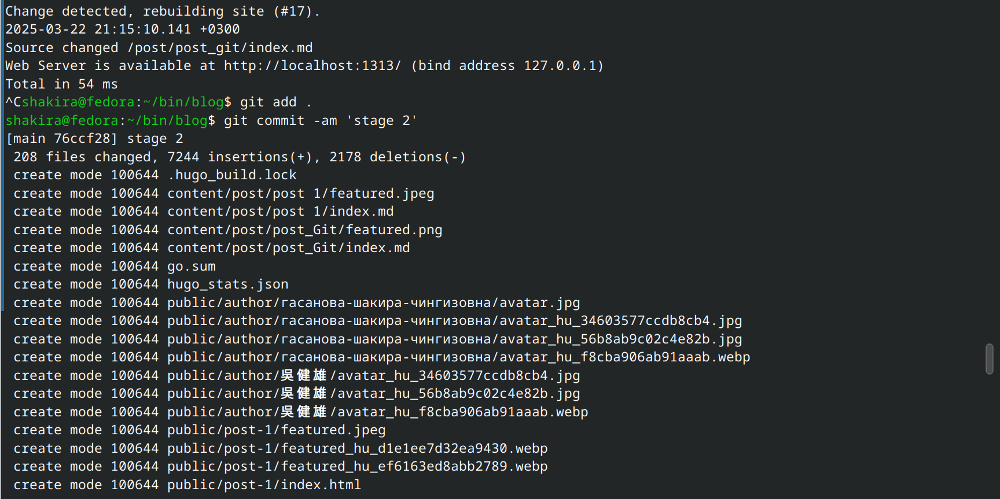 Change detected, rebuilding site (#17).
2025-03-22 21:15:10.141 +0300
Source changed /post/post_git/index.md
Web Server is available at http://localhost:1313/ (bind address 127.0.0.1)
Total in 54 ms
^Cshakira@fedora:~/bin/blog$ git add .
shakira@fedora:~/bin/blog$ git commit -am 'stage 2'
[main 76ccf28] stage 2
 208 files changed, 7244 insertions(+), 2178 deletions(-)
 create mode 100644 .hugo_build.lock
 create mode 100644 content/post/post 1/featured.jpeg
 create mode 100644 content/post/post 1/index.md
 create mode 100644 content/post/post_Git/featured.png
 create mode 100644 content/post/post_Git/index.md
 create mode 100644 go.sum
 create mode 100644 hugo_stats.json
 create mode 100644 public/author/гасанова-шакира-чингизовна/avatar.jpg
 create mode 100644 public/author/гасанова-шакира-чингизовна/avatar_hu_34603577ccdb8cb4.jpg
 create mode 100644 public/author/гасанова-шакира-чингизовна/avatar_hu_56b8ab9c02c4e82b.jpg
 create mode 100644 public/author/гасанова-шакира-чингизовна/avatar_hu_f8cba906ab91aaab.webp
 create mode 100644 public/author/吳健雄/avatar_hu_34603577ccdb8cb4.jpg
 create mode 100644 public/author/吳健雄/avatar_hu_56b8ab9c02c4e82b.jpg
 create mode 100644 public/author/吳健雄/avatar_hu_f8cba906ab91aaab.webp
 create mode 100644 public/post-1/featured.jpeg
 create mode 100644 public/post-1/featured_hu_d1e1ee7d32ea9430.webp
 create mode 100644 public/post-1/featured_hu_ef6163ed8abb2789.webp
 create mode 100644 public/post-1/index.html